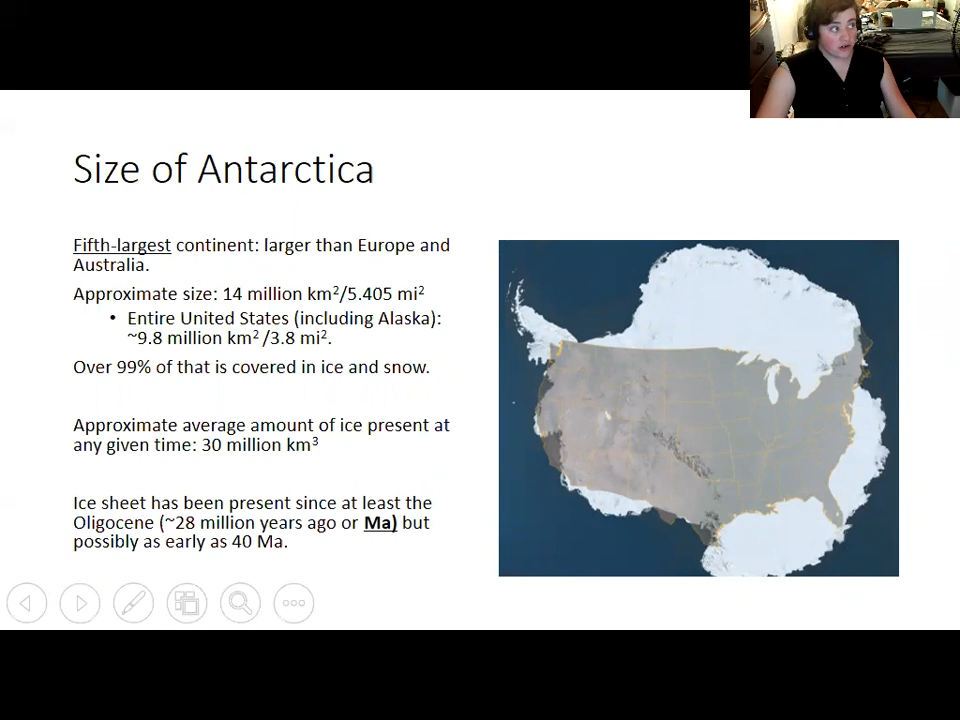 Size of Antarctica
Fifth-largest continent: larger than Europe and
Australia.
Approximate size: 14 million km²/5.405 mi²
• Entire United States (including Alaska):
~9.8 million km² /3.8 mi².
Over 99% of that is covered in ice and snow.
Approximate average amount of ice present at
any given time: 30 million km³
Ice sheet has been present since at least the
Oligocene (~28 million years ago or Ma) but
possibly as early as 40 Ma.